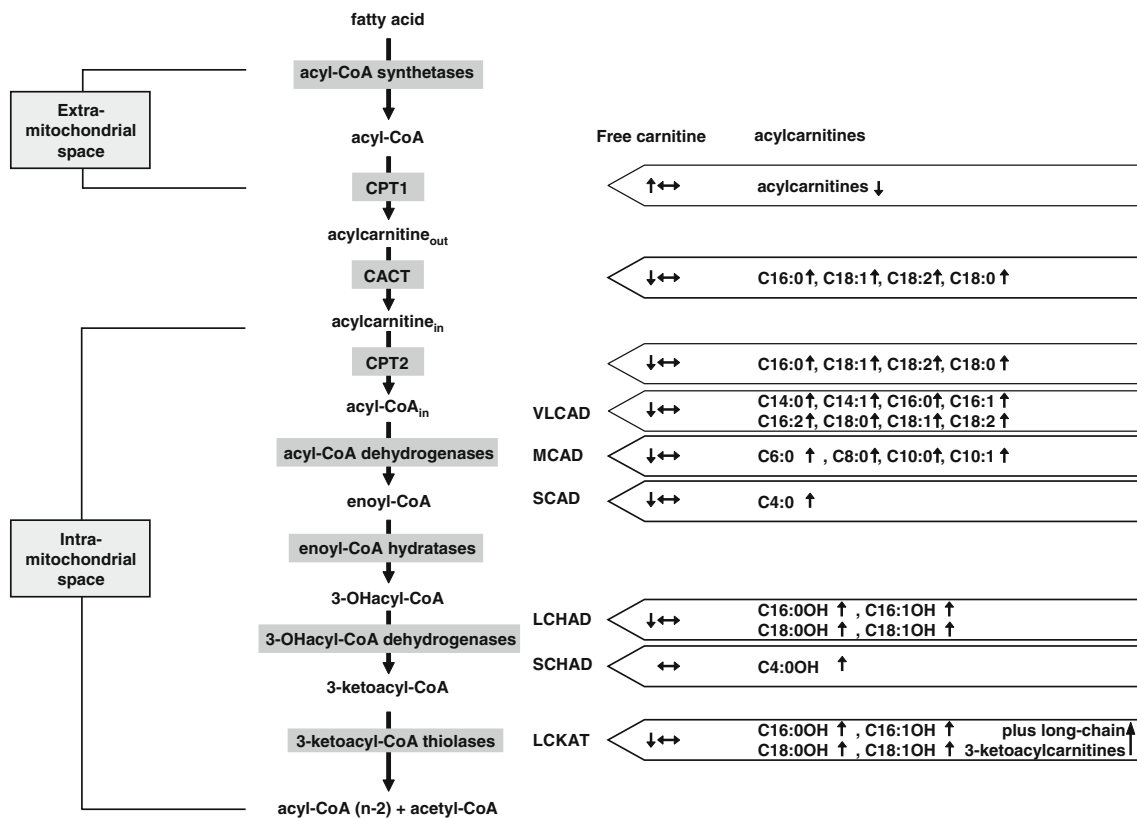 fatty acid
acyl-CoA synthetases
Extra-
mitochondrial
space
acyl-CoA
Free carnitine acylcarnitines
CPT1
↑↔ acylcarnitines ↓
acylcarnitineout
CACT
↓↔ C16:0↑, C18:1↑, C18:2↑, C18:0 ↑
acylcarnitinein
CPT2
↓↔ C16:0↑, C18:1↑, C18:2↑, C18:0 ↑
acyl-CoAin
VLCAD ↓↔ C14:0↑, C14:1↑, C16:0↑, C16:1 ↑
C16:2↑, C18:0↑, C18:1↑, C18:2 ↑
acyl-CoA dehydrogenases
MCAD ↓↔ C6:0 ↑ , C8:0↑, C10:0↑, C10:1 ↑
enoyl-CoA
SCAD ↓↔ C4:0 ↑
Intra-
mitochondrial
space
enoyl-CoA hydratases
3-OHacyl-CoA
LCHAD ↓↔ C16:0OH ↑ , C16:1OH ↑
C18:0OH ↑ , C18:1OH ↑
3-OHacyl-CoA dehydrogenases
SCHAD ↔ C4:0OH ↑
3-ketoacyl-CoA
3-ketoacyl-CoA thiolases
LCKAT ↓↔ C16:0OH ↑ , C16:1OH ↑ plus long-chain
C18:0OH ↑ , C18:1OH ↑ 3-ketoacylcarnitines ↑
acyl-CoA (n-2) + acetyl-CoA